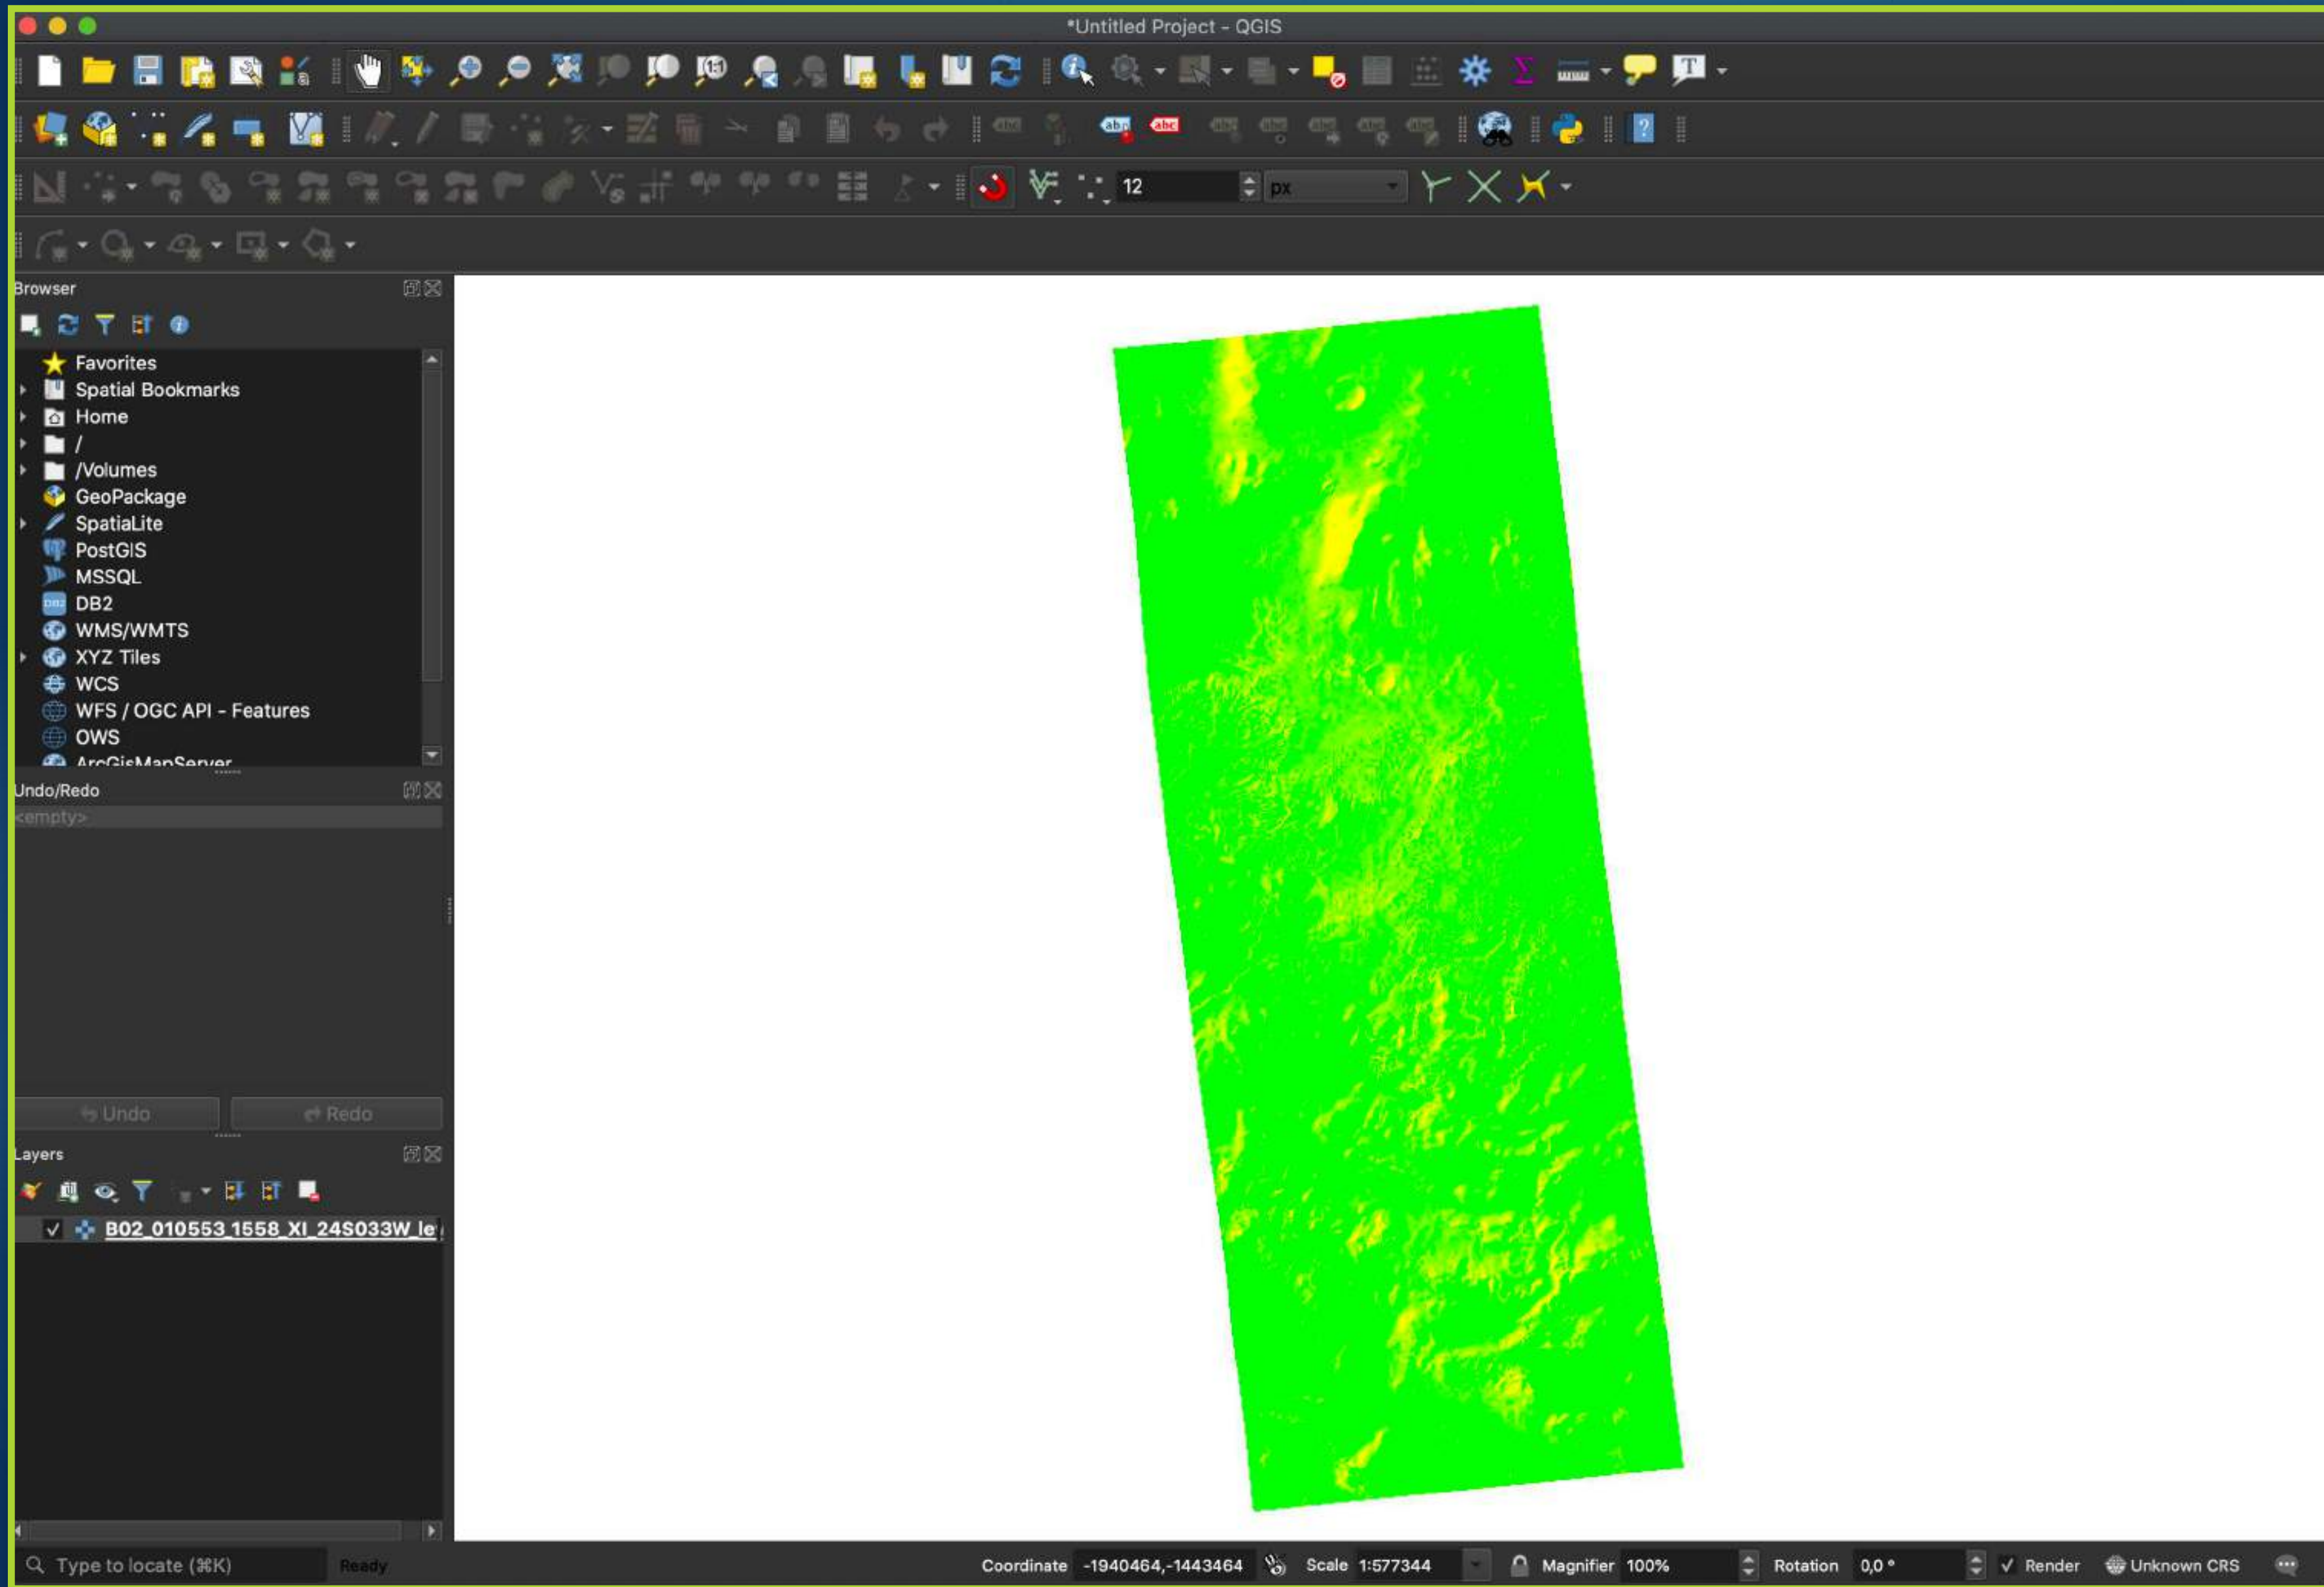 *Untitled Project - QGIS
12
px
Browser
Favorites
Spatial Bookmarks
Home
/
/Volumes
GeoPackage
SpatiaLite
PostGIS
MSSQL
DB2
WMS/WMTS
XYZ Tiles
WCS
WFS / OGC API - Features
OWS
ArcGisMapServer
Undo/Redo
<empty>
Undo Redo
Layers
B02_010553_1558_XI_24S033W_le
Type to locate (⌘K) Ready Coordinate -1940464,-1443464 Scale 1:577344 Magnifier 100% Rotation 0,0 ° Render Unknown CRS